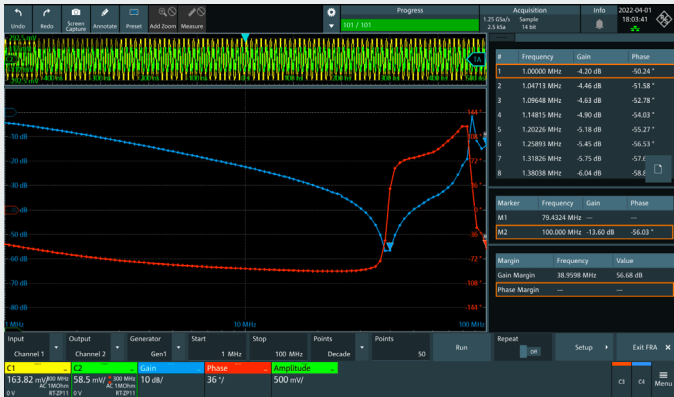 Undo
Redo
Screen
Capture
Annotate
Preset
Add Zoom
Measure
Progress
101 / 101
Acquisition
1.25 GSa/s Sample
2.5 kSa 14 bit
Info
2022-04-01
18:03:41
1A
-10 dB
-20 dB
-30 dB
-40 dB
-50 dB
-60 dB
-70 dB
-80 dB
144 °
108 °
72 °
36 °
0 °
-36 °
-72 °
-108 °
-144 °
1 MHz
10 MHz
100 MHz
# Frequency Gain Phase
1 1.00000 MHz -4.20 dB -50.24 °
2 1.04713 MHz -4.46 dB -51.58 °
3 1.09648 MHz -4.63 dB -52.78 °
4 1.14815 MHz -4.90 dB -54.03 °
5 1.20226 MHz -5.18 dB -55.27 °
6 1.25893 MHz -5.45 dB -56.53 °
7 1.31826 MHz -5.75 dB -57.6
8 1.38038 MHz -6.04 dB -58.8
Marker Frequency Gain Phase
M1 79.4324 MHz — —
M2 100.000 MHz -13.60 dB -56.03 °
Margin Frequency Value
Gain Margin 38.9598 MHz 56.68 dB
Phase Margin — —
Input
Channel 1
Output
Channel 2
Generator
Gen1
Start
1 MHz
Stop
100 MHz
Points
Decade
Points
50
Run
Repeat
Off
Setup
Exit FRA
C1
163.82 mV/ 300 MHz
AC 1MOhm
0 V RT-ZP11
C2
58.5 mV/ 300 MHz
AC 1MOhm
0 V RT-ZP11
Gain
10 dB/
Phase
36 °/
Amplitude
500 mV/
C3
C4
Menu